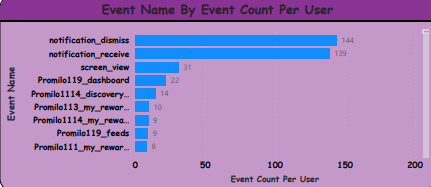 Event Name By Event Count Per User
Event Name
notification_dismiss 144
notification_receive 139
screen_view 31
Promilo119_dashboard 22
Promilo1114_discovery... 14
Promilo113_my_rewar... 10
Promilo1114_my_rewa... 9
Promilo119_feeds 9
Promilo111_my_rewar... 8
0 50 100 150 200
Event Count Per User